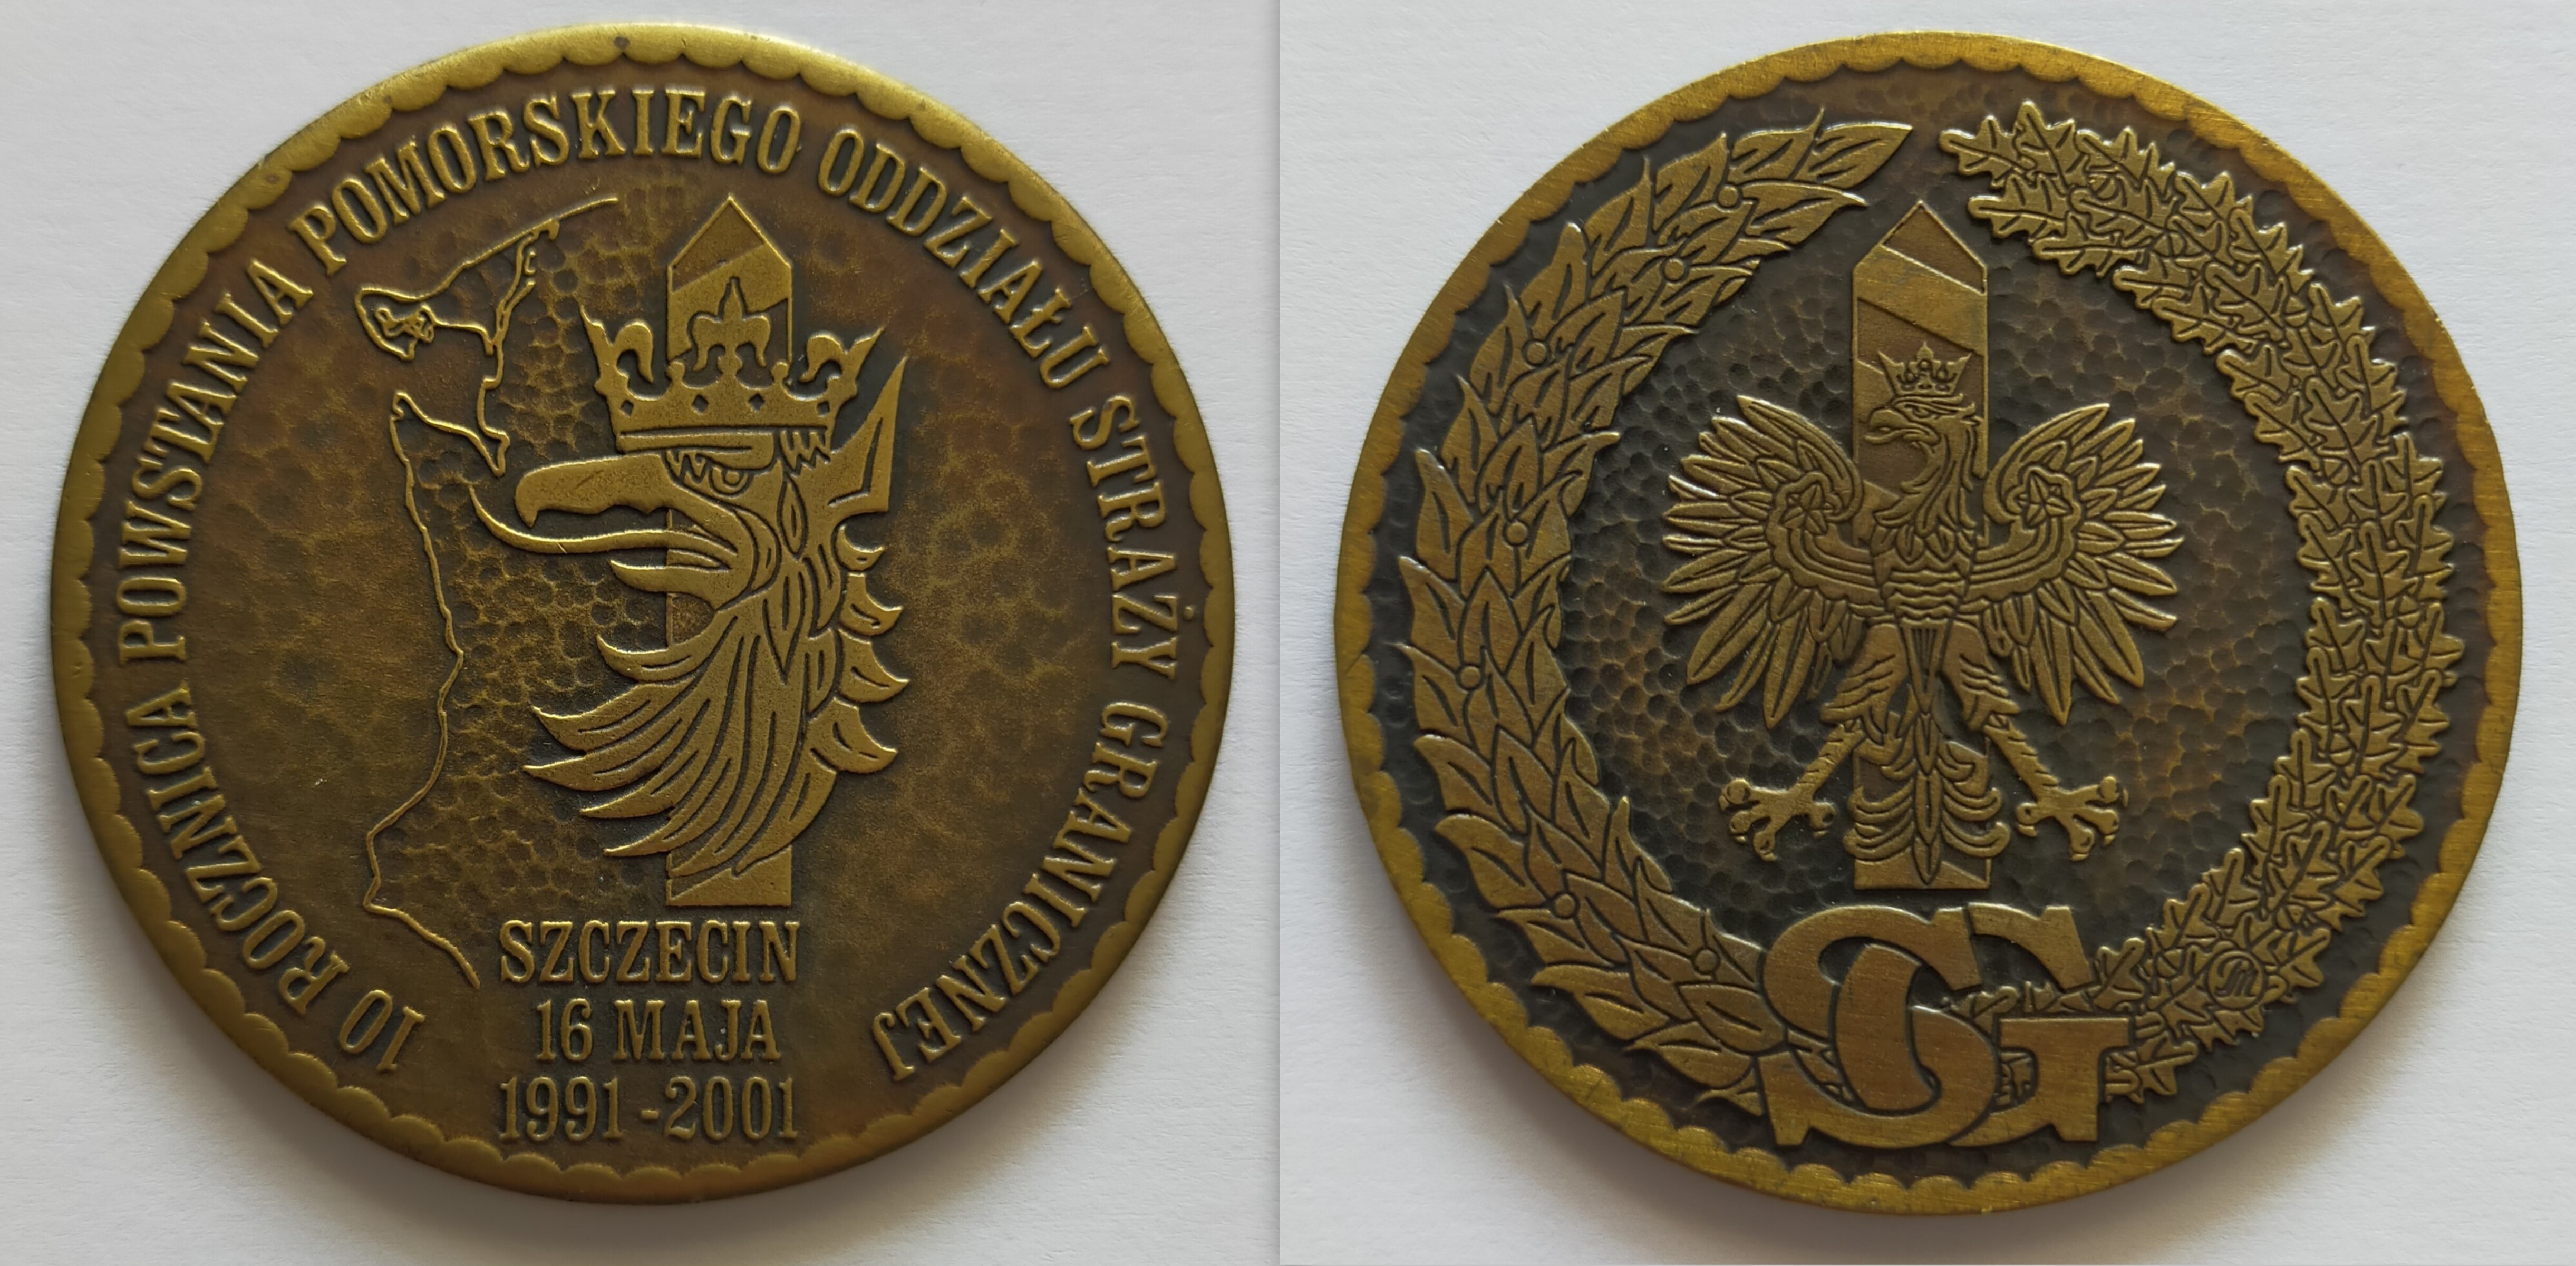 10 ROCZNICA POWSTANIA POMORSKIEGO ODDZIAŁU STRAŻY GRANICZNEJ
SZCZECIN
16 MAJA
1991-2001
SG